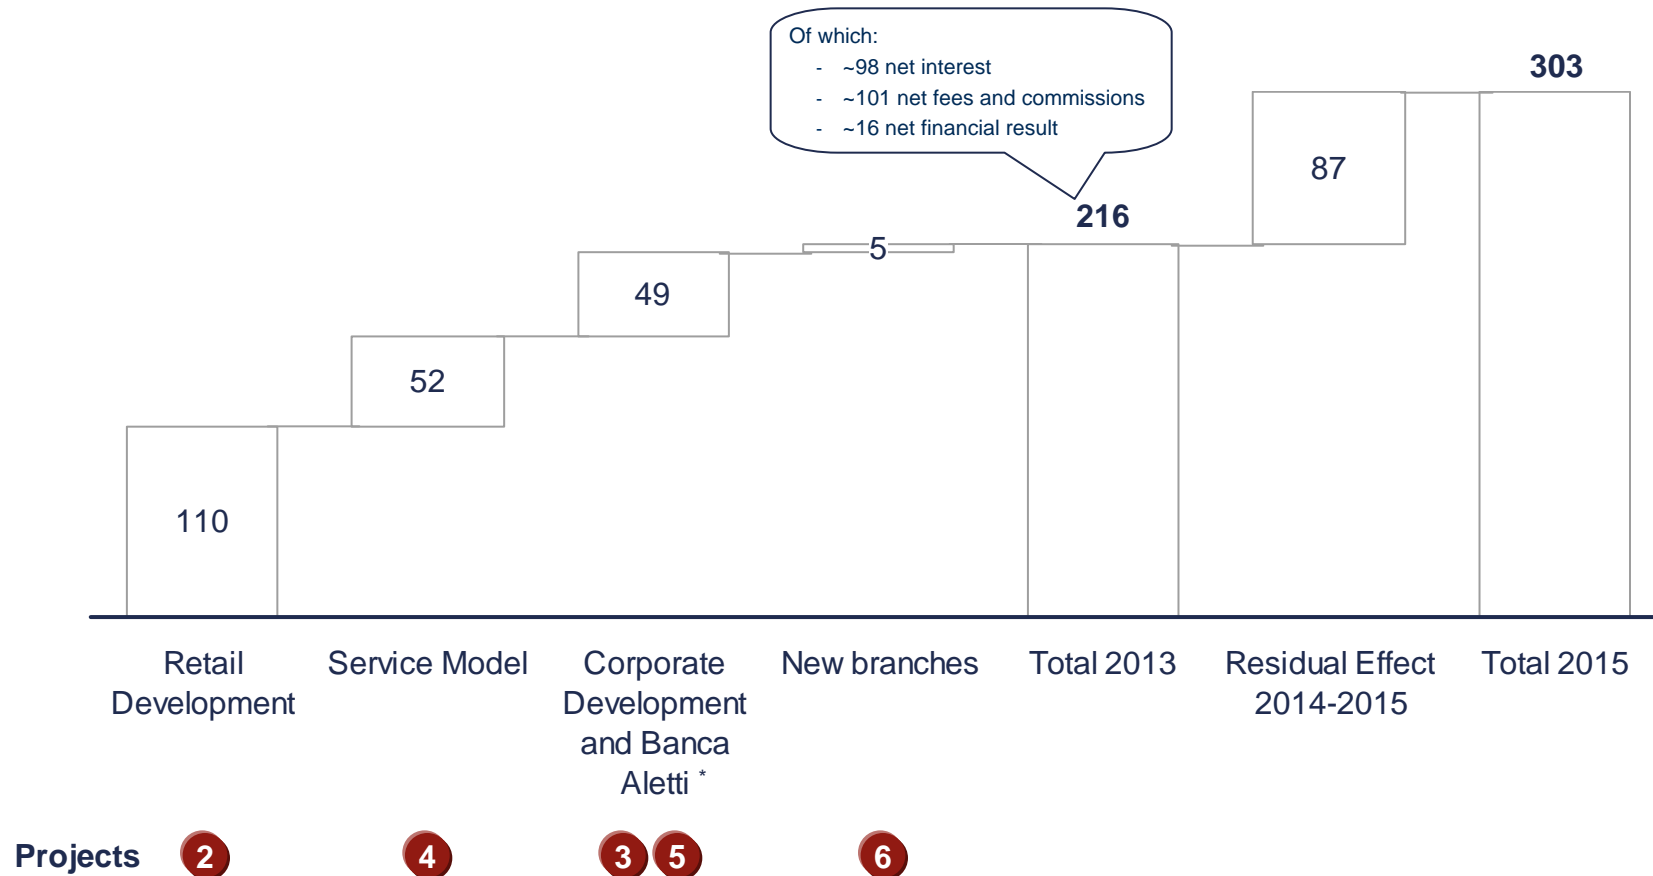 Of which:
- ~98 net interest
- ~101 net fees and commissions
- ~16 net financial result
303
216
87
5
49
52
110
Retail
Development
Service Model
Corporate
Development
and Banca
Aletti *
New branches
Total 2013
Residual Effect
2014-2015
Total 2015
Projects 2 4 3 5 6